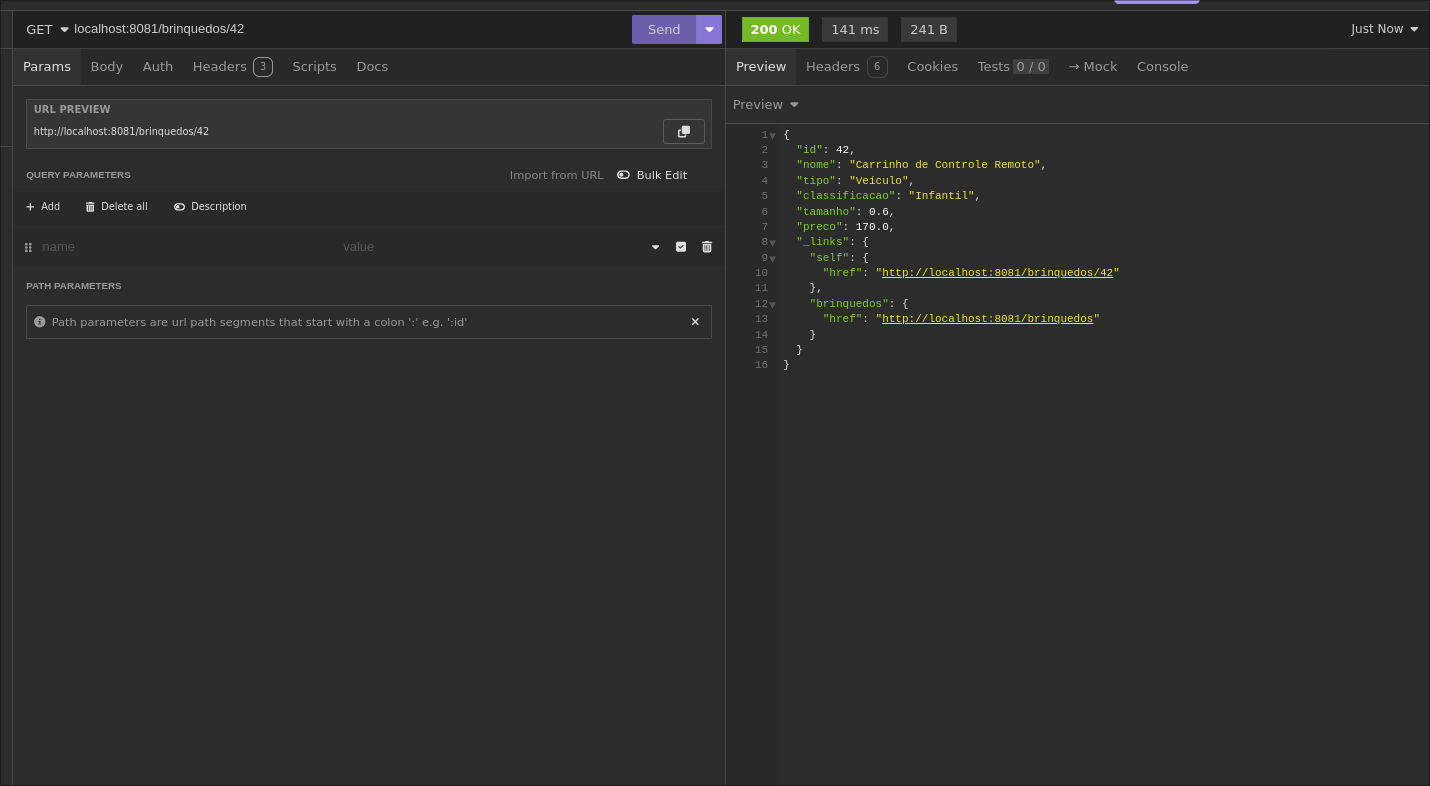 GET localhost:8081/brinquedos/42 Send
Params Body Auth Headers 3 Scripts Docs
URL PREVIEW
http://localhost:8081/brinquedos/42
QUERY PARAMETERS Import from URL Bulk Edit
+ Add Delete all Description
name value
PATH PARAMETERS
Path parameters are url path segments that start with a colon ':' e.g. ':id'
200 OK 141 ms 241 B Just Now
Preview Headers 6 Cookies Tests 0 / 0 → Mock Console
Preview
1 {
2 "id": 42,
3 "nome": "Carrinho de Controle Remoto",
4 "tipo": "Veículo",
5 "classificacao": "Infantil",
6 "tamanho": 0.6,
7 "preco": 170.0,
8 "_links": {
9 "self": {
10 "href": "http://localhost:8081/brinquedos/42"
11 },
12 "brinquedos": {
13 "href": "http://localhost:8081/brinquedos"
14 }
15 }
16 }